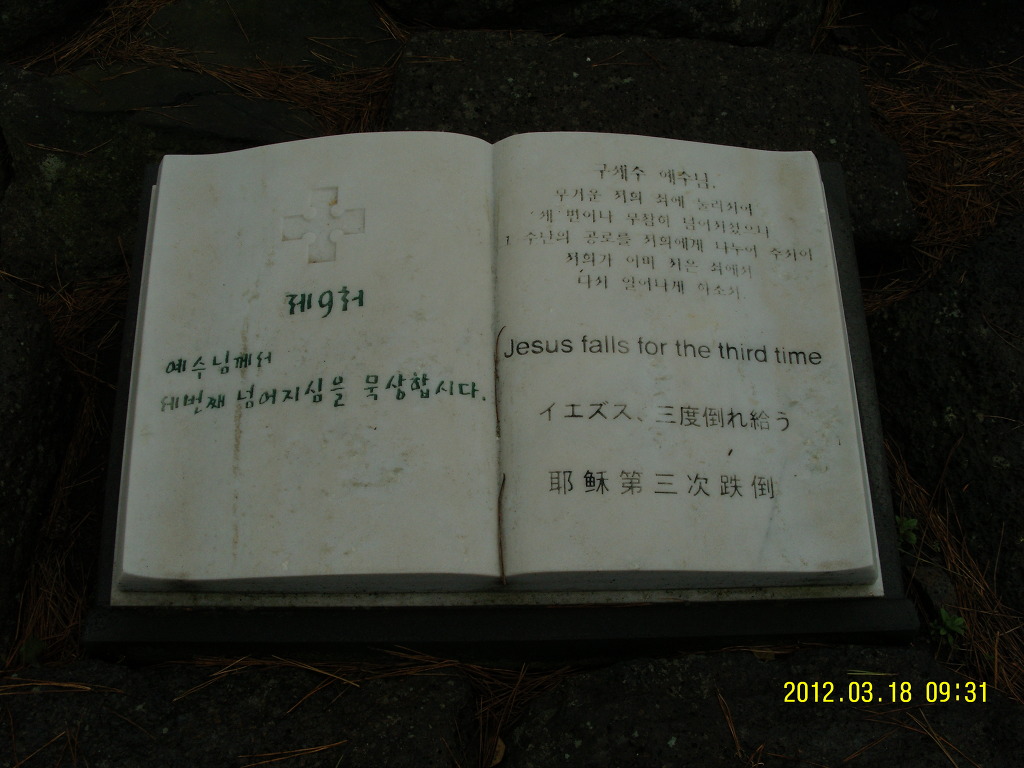 제9처
예수님께서
세번째 넘어지심을 묵상합시다.
구세주 예수님,
무거운 저희 죄에 눌리시어
세 번이나 무참히 넘어지셨으니
수난의 공로를 저희에게 나누어 주시어
저희가 이미 지은 죄에서
다시 일어나게 하소서.
Jesus falls for the third time
イエズス、三度倒れ給う
耶稣第三次跌倒
2012.03.18 09:31